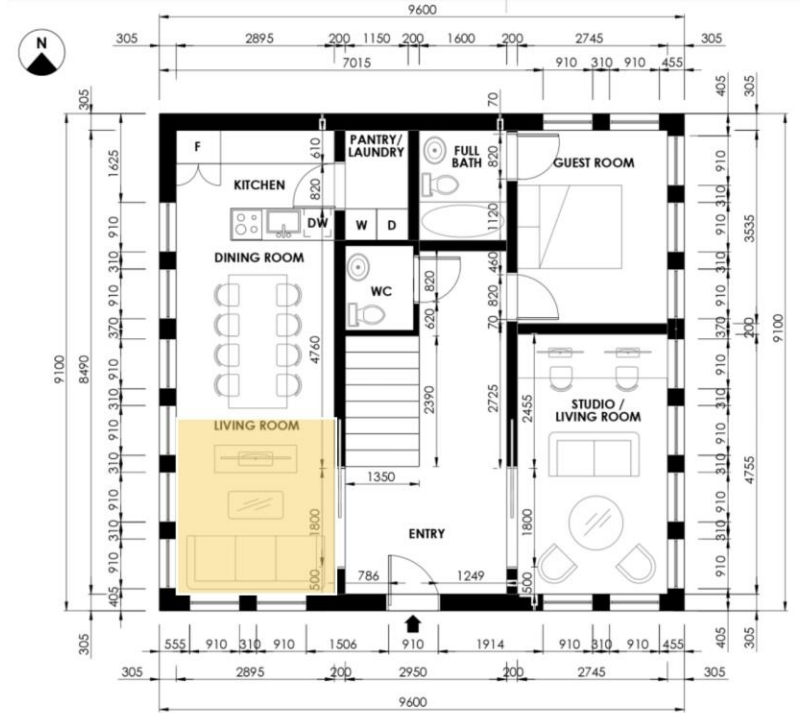 9600
N
305 2895 200 1150 200 1600 200 2745 305
7015 910 310 910 455
305 70 405 305
F
PANTRY/
LAUNDRY
FULL
BATH
GUEST ROOM
KITCHEN
1625 610 820 820 910
DW W D
1120 310 3535
910 DINING ROOM 460 910
310 WC 820 820 310
910 620 70 910
370 370 200
9100 8490 4760 9100
910 2390 2725 2455 910
310 STUDIO /
LIVING ROOM
310
910 LIVING ROOM 910
310 1350 310 4755
910 1800 1800 910
310 ENTRY 310
910 500 786 1249 500 910
405 405
305 305
555 910 310 910 1506 910 1914 910 310 910 455
305 2895 200 2950 200 2745 305
9600